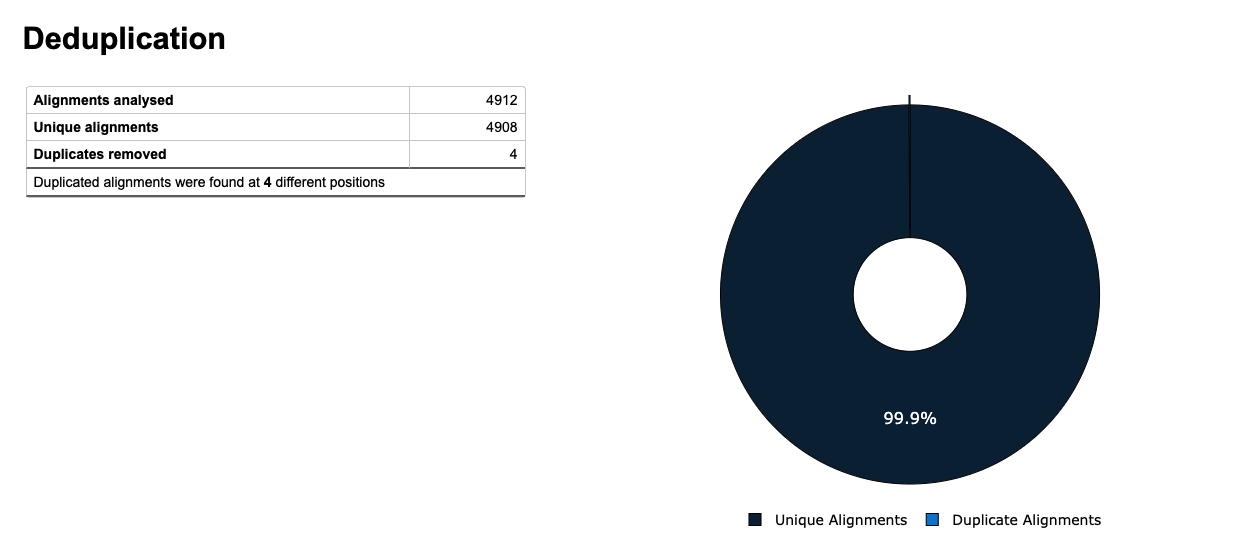 Deduplication
Alignments analysed 4912
Unique alignments 4908
Duplicates removed 4
Duplicated alignments were found at 4 different positions
99.9%
Unique Alignments Duplicate Alignments